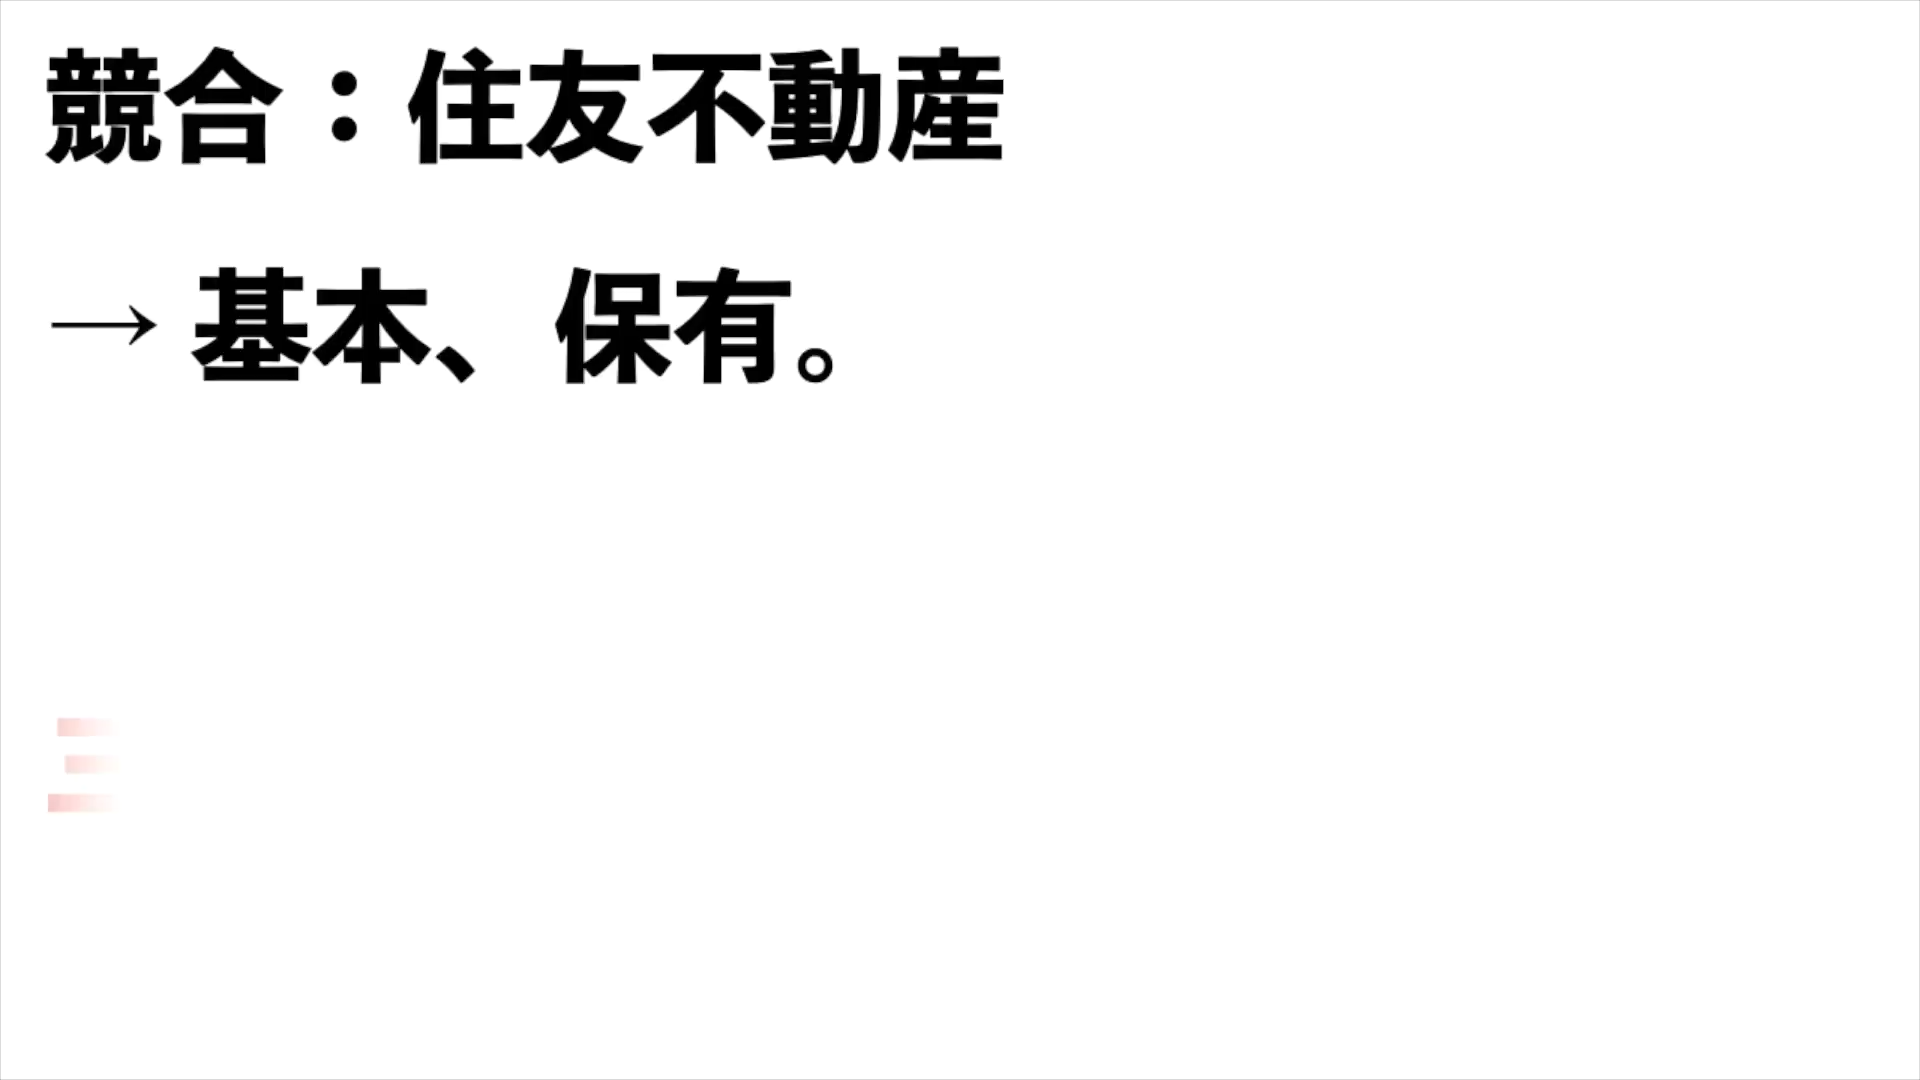 競合：住友不動産
→ 基本、保有。